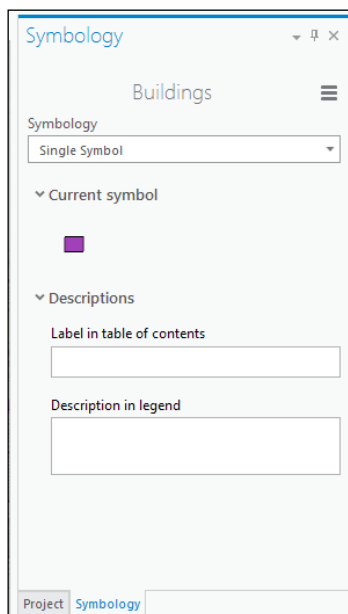 Symbology
Buildings
Symbology
Single Symbol
Current symbol
Descriptions
Label in table of contents
Description in legend
Project Symbology